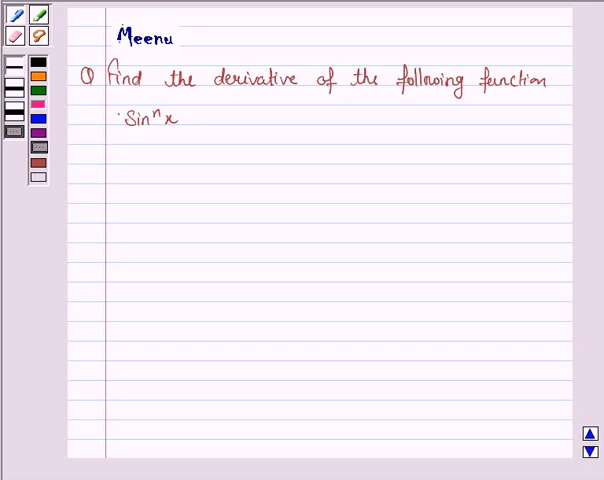 Meenu
Q Find the derivative of the following function
Sinⁿx